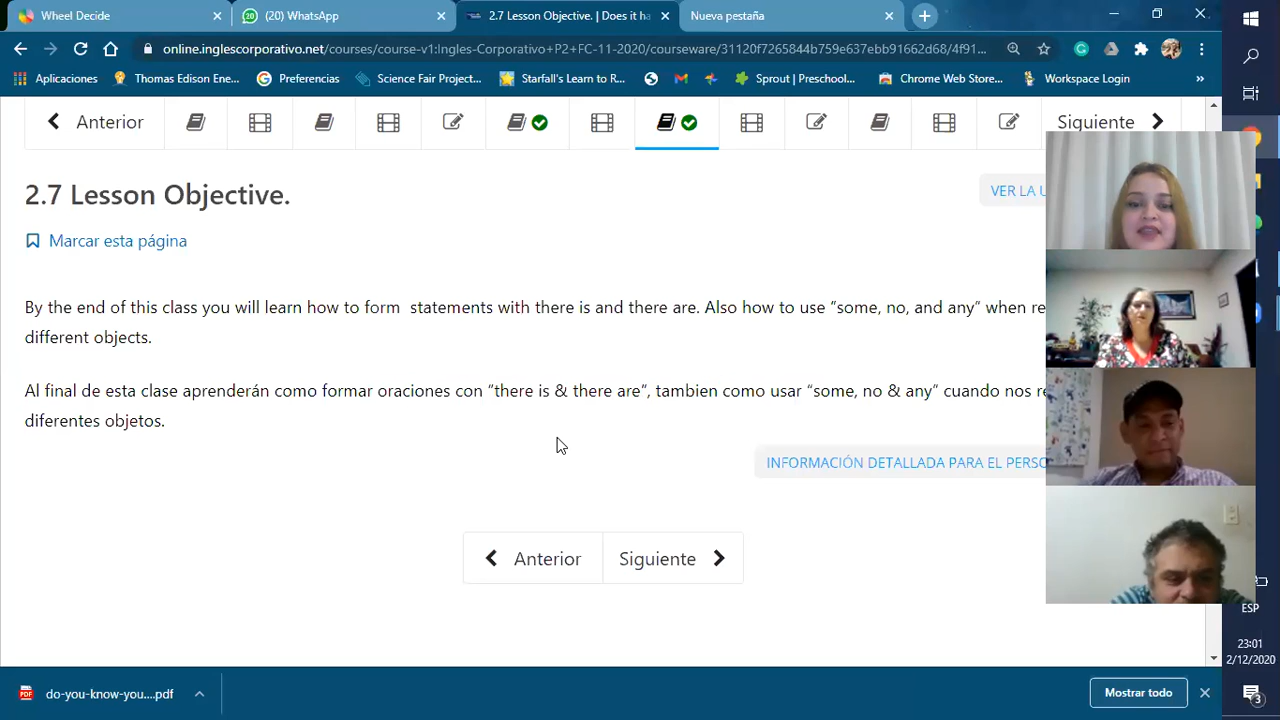 Wheel Decide
(20) WhatsApp
2.7 Lesson Objective. | Does it ha
Nueva pestaña
online.inglescorporativo.net/courses/course-v1:Ingles-Corporativo+P2+FC-11-2020/courseware/31120f7265844b759e637ebb91662d68/4f91...
Aplicaciones
Thomas Edison Ene...
Preferencias
Science Fair Project...
Starfall's Learn to R...
Sprout | Preschool...
Chrome Web Store...
Workspace Login
»
Anterior
Siguiente
2.7 Lesson Objective.
VER LA U
Marcar esta página
By the end of this class you will learn how to form statements with there is and there are. Also how to use “some, no, and any” when re
different objects.
Al final de esta clase aprenderán como formar oraciones con “there is & there are”, tambien como usar “some, no & any” cuando nos re
diferentes objetos.
INFORMACIÓN DETALLADA PARA EL PERSO
Anterior
Siguiente
ESP
23:01
2/12/2020
3
PDF
do-you-know-you....pdf
Mostrar todo